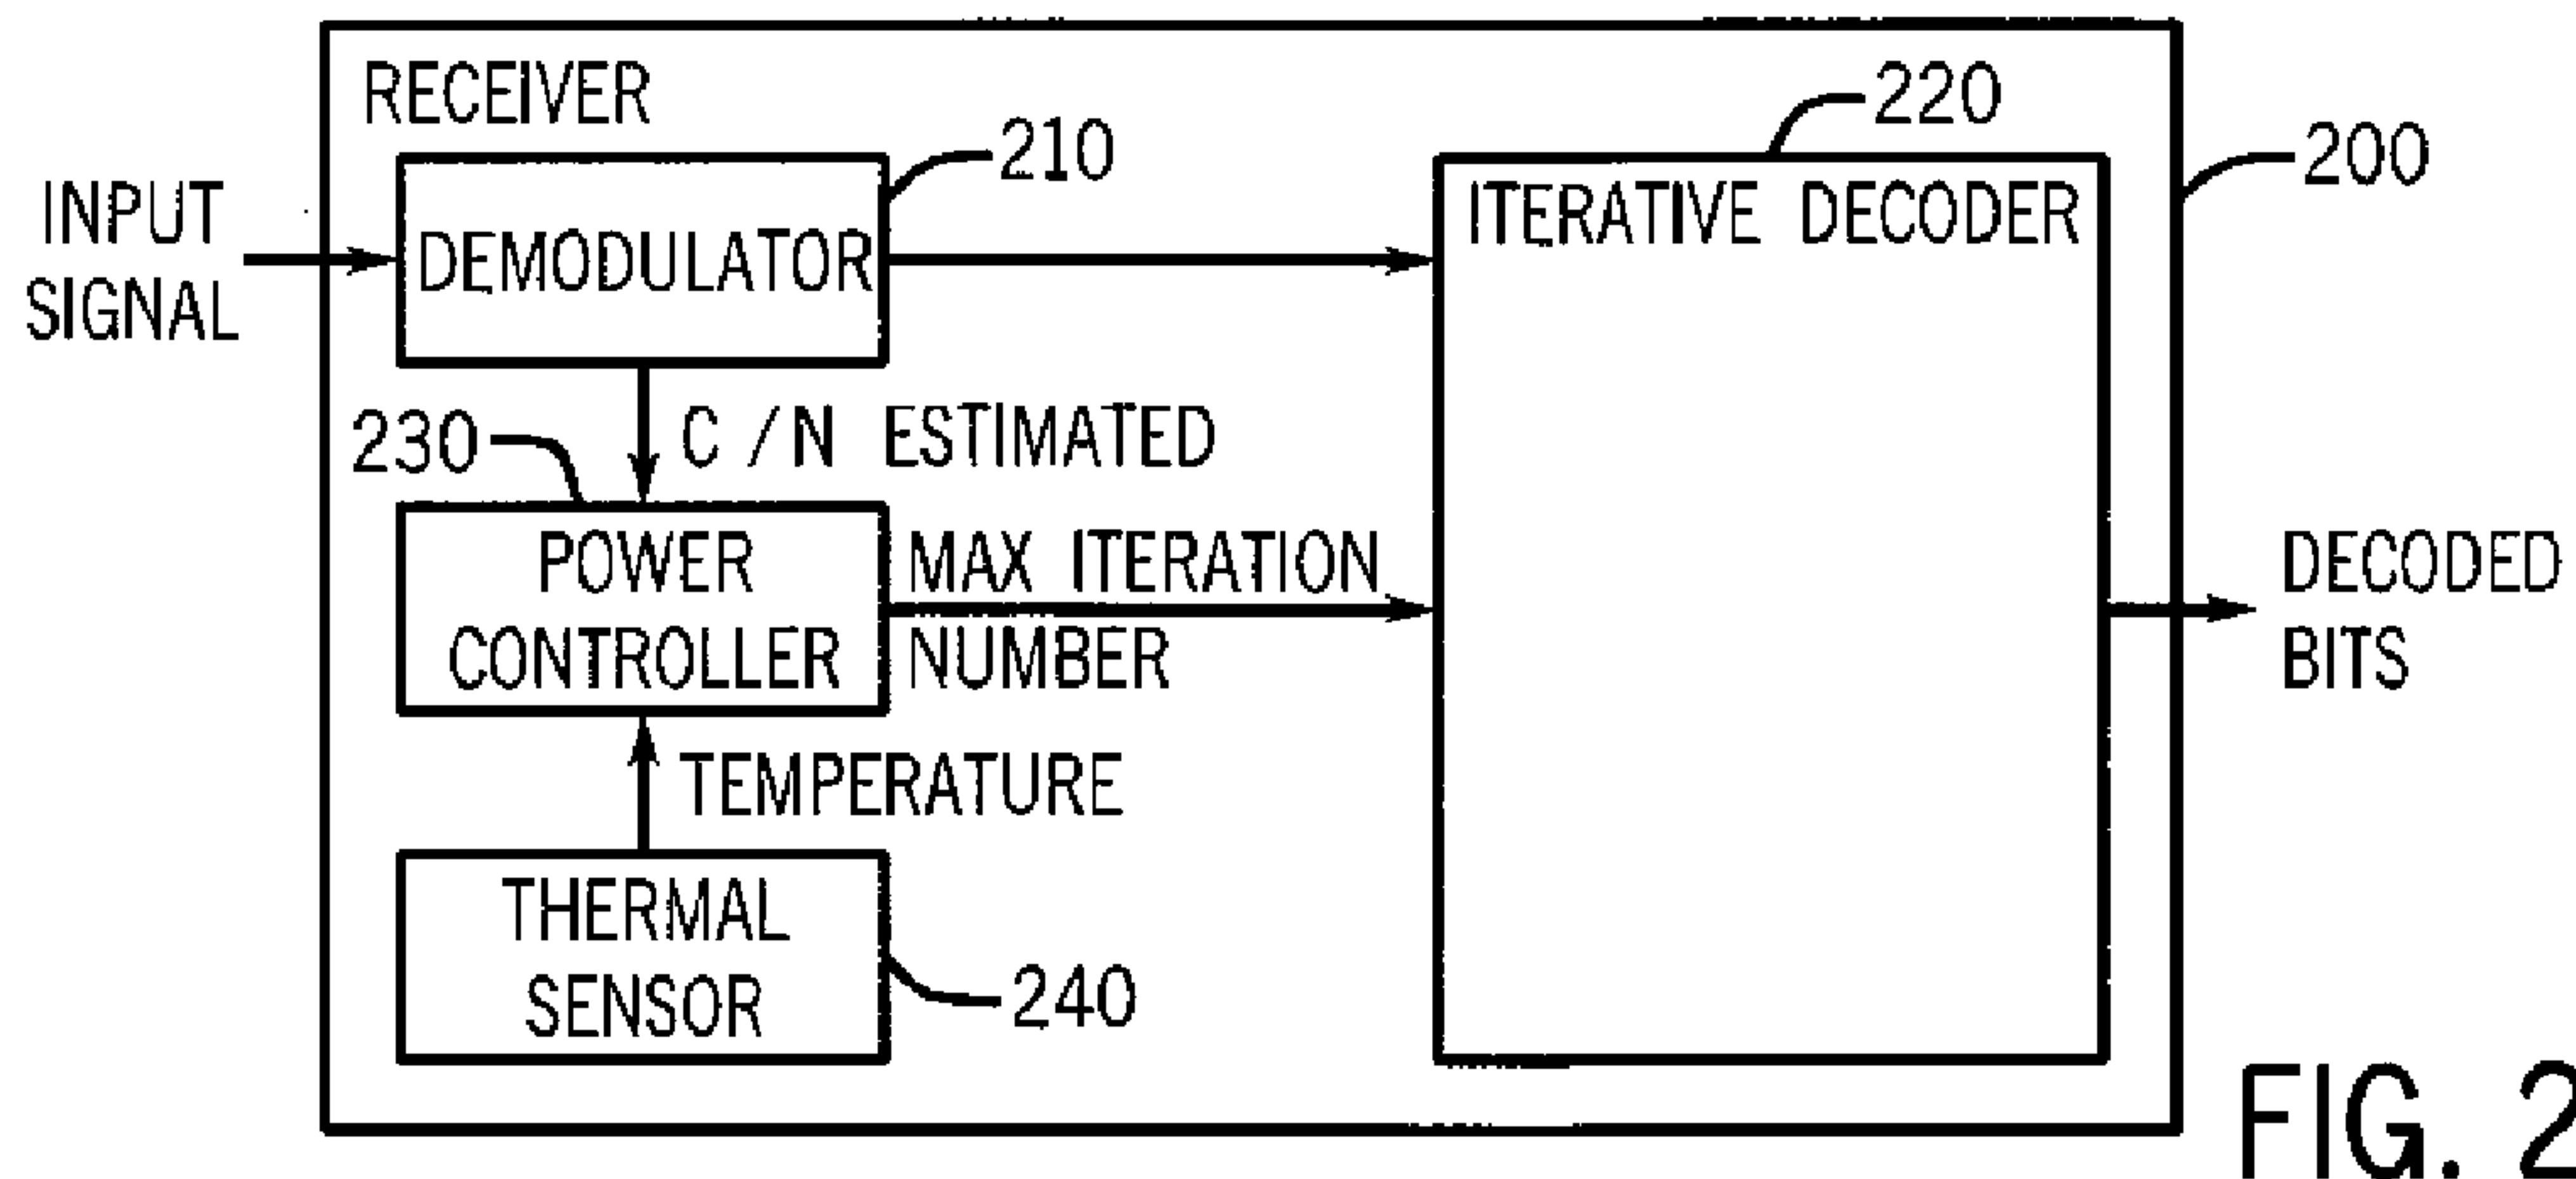 RECEIVER
220
210
200
INPUT
SIGNAL
DEMODULATOR
ITERATIVE DECODER
230
C / N ESTIMATED
POWER
CONTROLLER
MAX ITERATION
NUMBER
DECODED
BITS
TEMPERATURE
THERMAL
SENSOR
240
FIG. 2